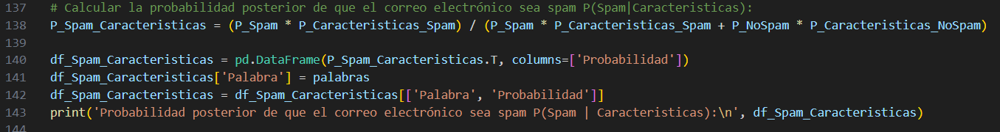 137 # Calcular la probabilidad posterior de que el correo electrónico sea spam P(Spam|Caracteristicas):
138 P_Spam_Caracteristicas = (P_Spam * P_Caracteristicas_Spam) / (P_Spam * P_Caracteristicas_Spam + P_NoSpam * P_Caracteristicas_NoSpam)
139
140 df_Spam_Caracteristicas = pd.DataFrame(P_Spam_Caracteristicas.T, columns=['Probabilidad'])
141 df_Spam_Caracteristicas['Palabra'] = palabras
142 df_Spam_Caracteristicas = df_Spam_Caracteristicas[['Palabra', 'Probabilidad']]
143 print('Probabilidad posterior de que el correo electrónico sea spam P(Spam | Caracteristicas):\n', df_Spam_Caracteristicas)
144